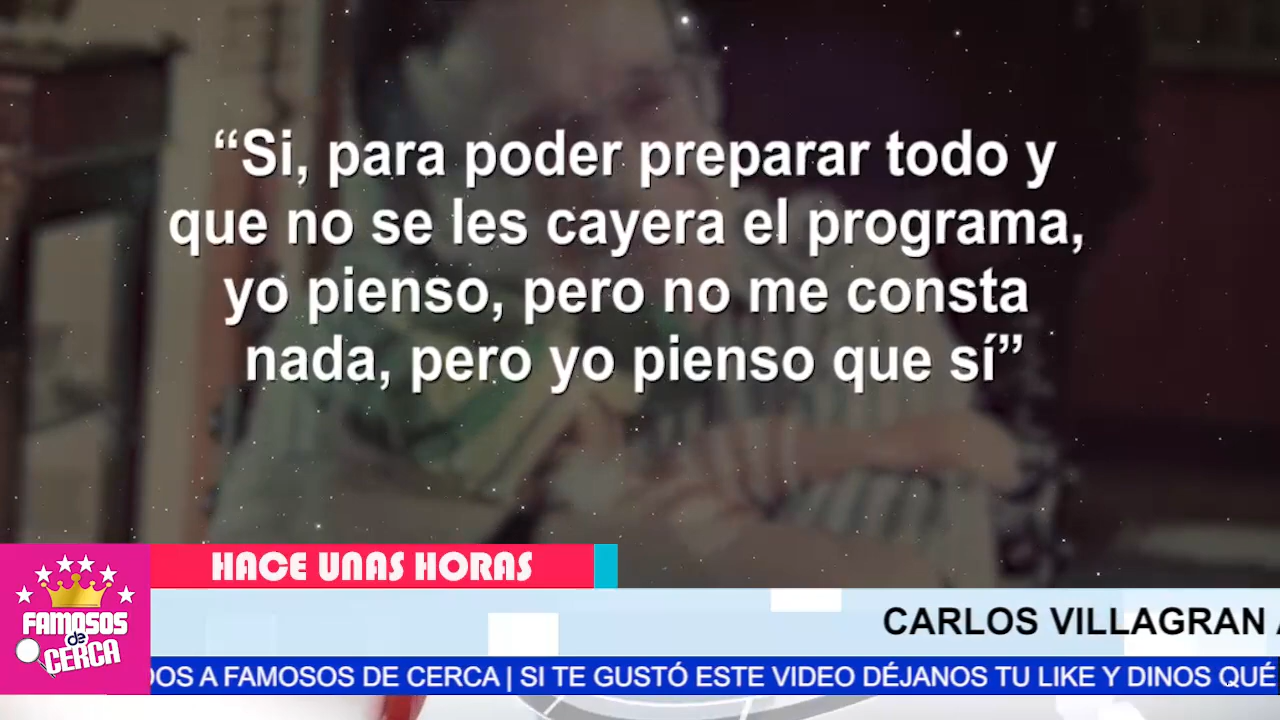 “Si, para poder preparar todo y
que no se les cayera el programa,
yo pienso, pero no me consta
nada, pero yo pienso que sí”
HACE UNAS HORAS
FAMOSOS
de
CERCA
CARLOS VILLAGRAN
DOS A FAMOSOS DE CERCA | SI TE GUSTÓ ESTE VIDEO DÉJANOS TU LIKE Y DINOS QUÉ